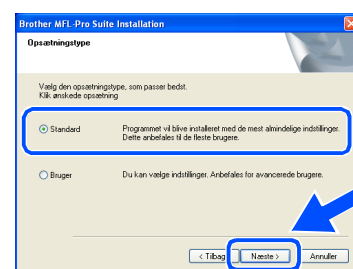 Brother MFL-Pro Suite Installation
Opsætningstype
Vælg den opsætningstype, som passer bedst.
Klik ønskede opsætning
Standard
Programmet vil blive installeret med de mest almindelige indstillinger.
Dette anbefales til de fleste brugere.
Bruger
Du kan vælge indstillinger. Anbefales for avancerede brugere.
< Tilbag
Næste >
Annuller